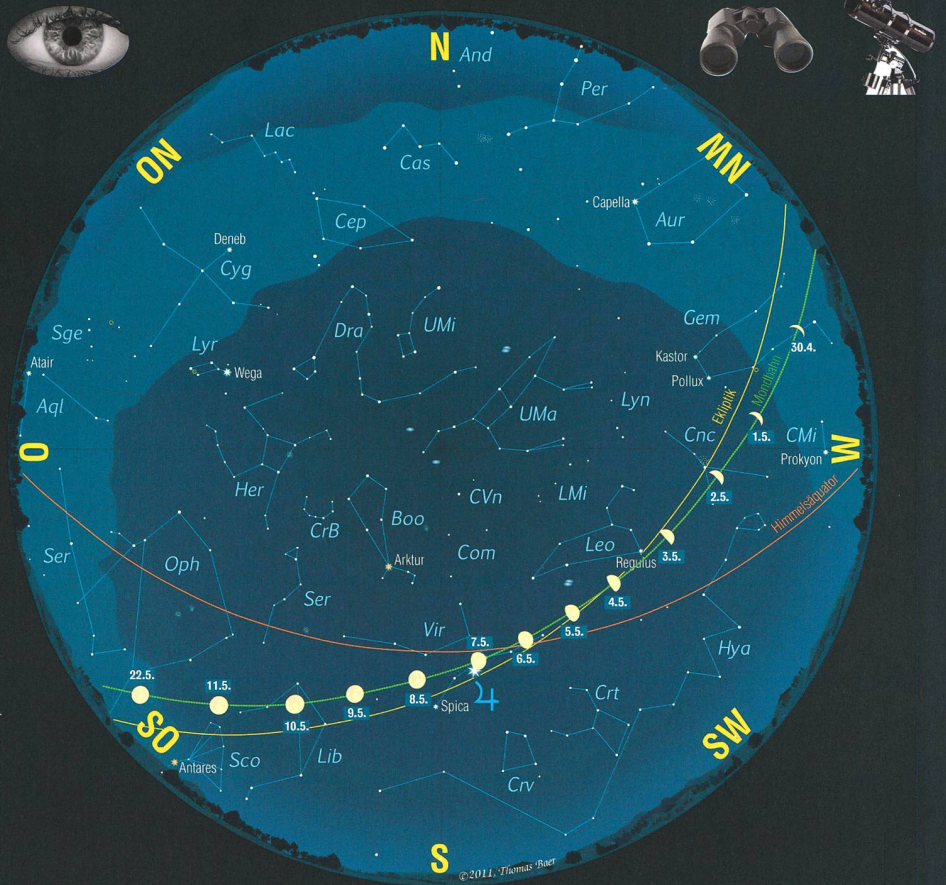 N
And
Per
Lac
Cas
NO
NW
Capella
Aur
Cep
Deneb
Cyg
Sge
Dra
UMi
Gem
30.4.
Lyr
Wega
Kastor
Pollux
Atair
Aql
Lyn
Ekliptik
Mondbahn
UMa
Cnc
1.5.
CMi
Prokyon
O
W
Her
CVn
LMi
2.5.
Himmelsäquator
CrB
Boo
Com
Leo
3.5.
Ser
Oph
Arktur
Regulus
Ser
4.5.
Vir
7.5.
5.5.
6.5.
Hya
22.5.
11.5.
10.5.
9.5.
8.5.
Spica
♃
Crt
SO
SW
Antares
Sco
Lib
Crv
S
©2011, Thomas Baer